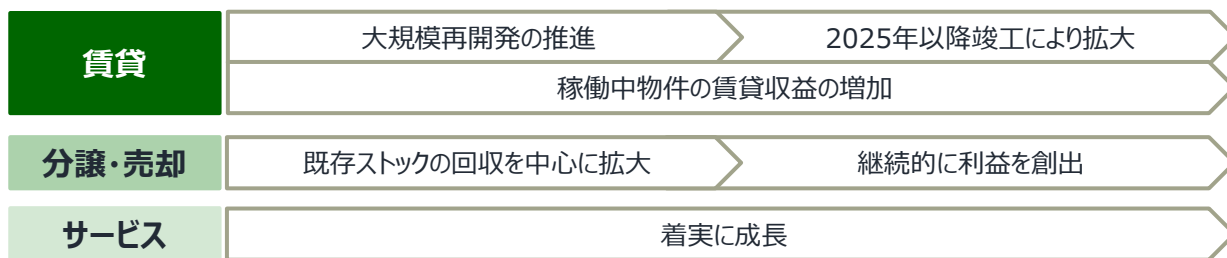 賃貸
大規模再開発の推進
2025年以降竣工により拡大
稼働中物件の賃貸収益の増加
分譲・売却
既存ストックの回収を中心に拡大
継続的に利益を創出
サービス
着実に成長